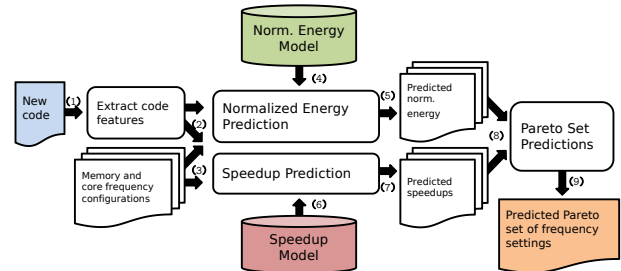 Norm. Energy
Model
(4)
New
code
(1)
Extract code
features
(2)
Normalized Energy
Prediction
(5)
Predicted
norm.
energy
(8)
Pareto Set
Predictions
Memory and
core frequency
configurations
(3)
Speedup Prediction
(7)
Predicted
speedups
(9)
(6)
Speedup
Model
Predicted Pareto
set of frequency
settings